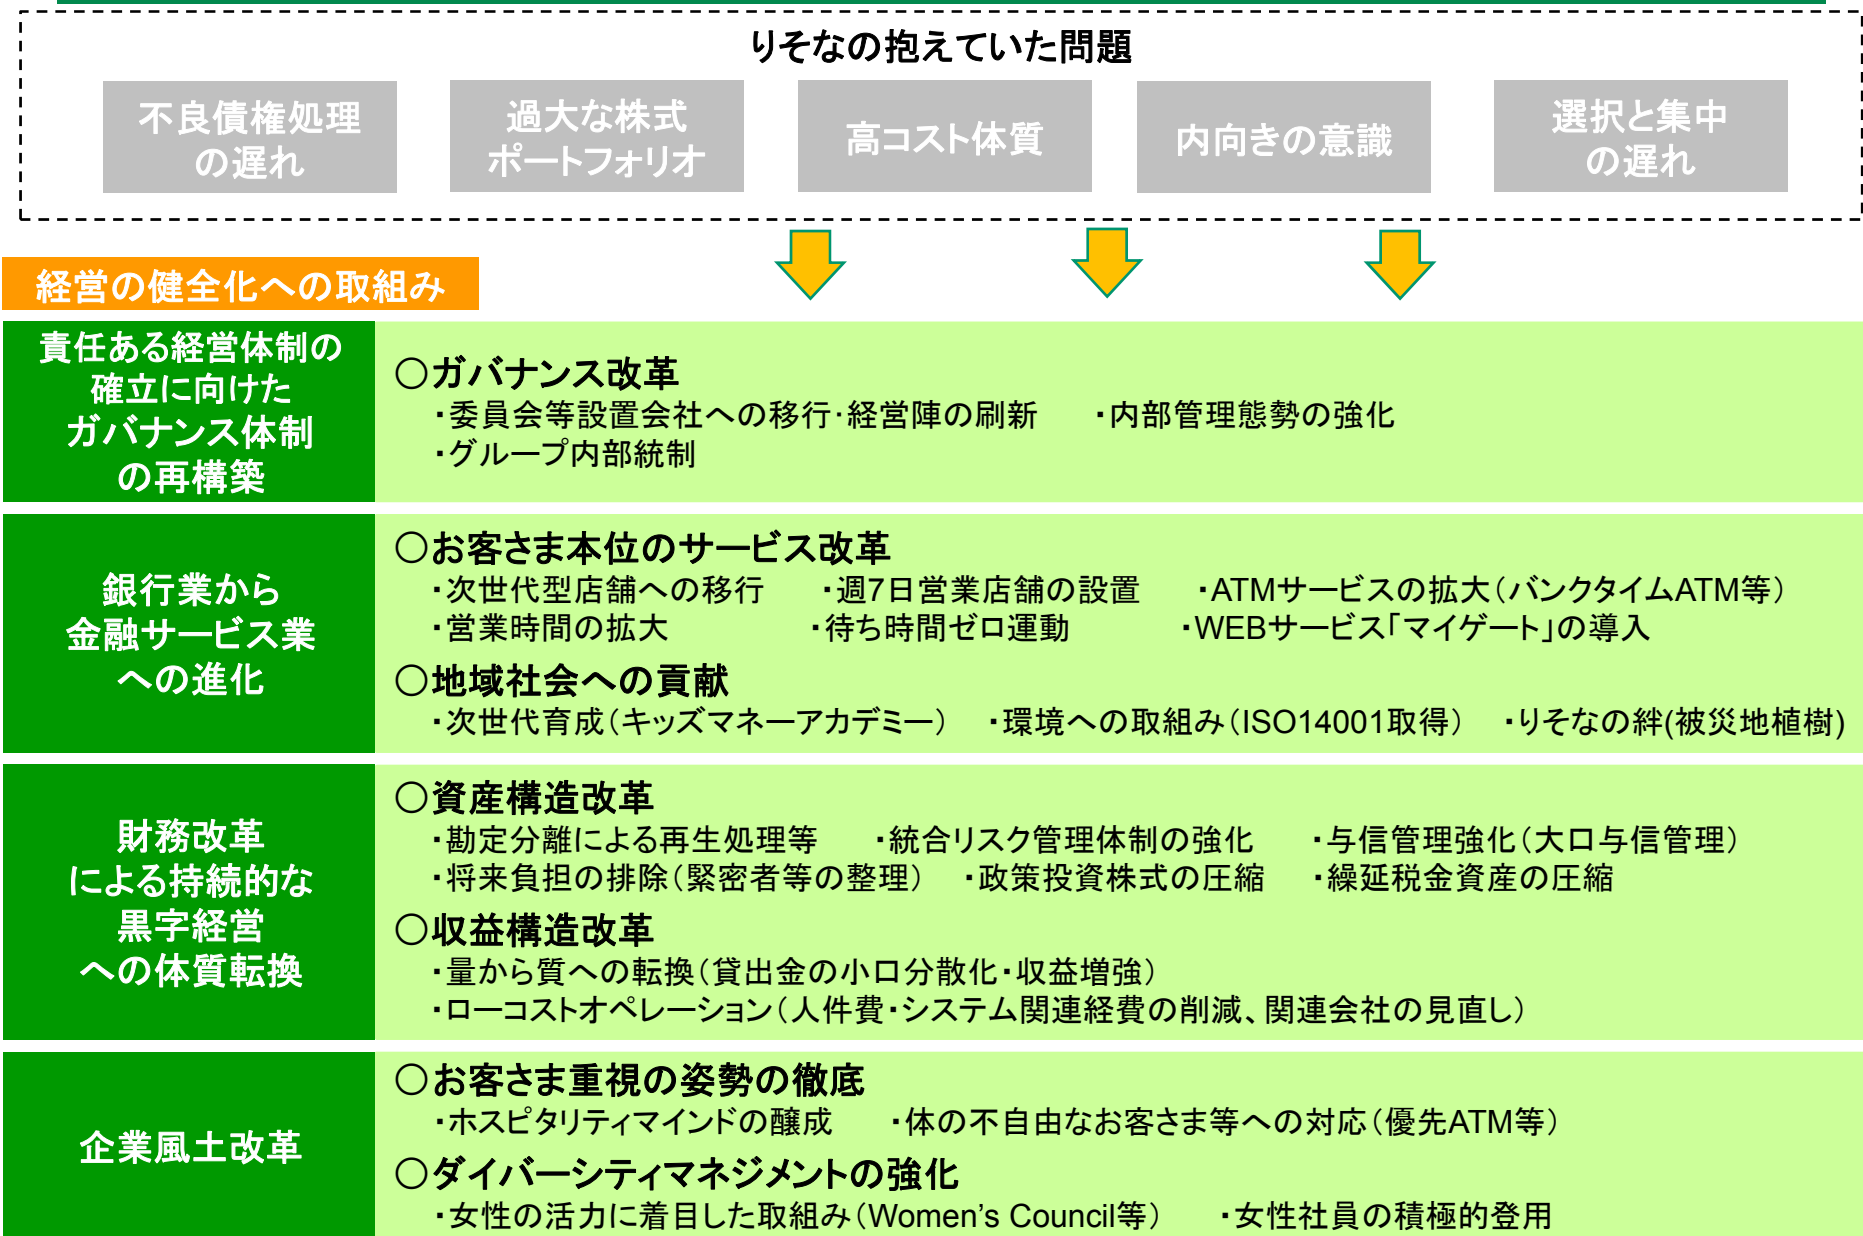 りそなの抱えていた問題
不良債権処理
の遅れ
過大な株式
ポートフォリオ
高コスト体質
内向きの意識
選択と集中
の遅れ
経営の健全化への取組み
責任ある経営体制の
確立に向けた
ガバナンス体制
の再構築
○ガバナンス改革
・委員会等設置会社への移行・経営陣の刷新　・内部管理態勢の強化
・グループ内部統制
銀行業から
金融サービス業
への進化
○お客さま本位のサービス改革
・次世代型店舗への移行　・週7日営業店舗の設置　・ATMサービスの拡大（バンクタイムATM等）
・営業時間の拡大　・待ち時間ゼロ運動　・WEBサービス「マイゲート」の導入
○地域社会への貢献
・次世代育成（キッズマネーアカデミー）　・環境への取組み（ISO14001取得）　・りそなの絆(被災地植樹)
財務改革
による持続的な
黒字経営
への体質転換
○資産構造改革
・勘定分離による再生処理等　・統合リスク管理体制の強化　・与信管理強化（大口与信管理）
・将来負担の排除（緊密者等の整理）　・政策投資株式の圧縮　・繰延税金資産の圧縮
○収益構造改革
・量から質への転換（貸出金の小口分散化・収益増強）
・ローコストオペレーション（人件費・システム関連経費の削減、関連会社の見直し）
企業風土改革
○お客さま重視の姿勢の徹底
・ホスピタリティマインドの醸成　・体の不自由なお客さま等への対応（優先ATM等）
○ダイバーシティマネジメントの強化
・女性の活力に着目した取組み（Women's Council等）　・女性社員の積極的登用